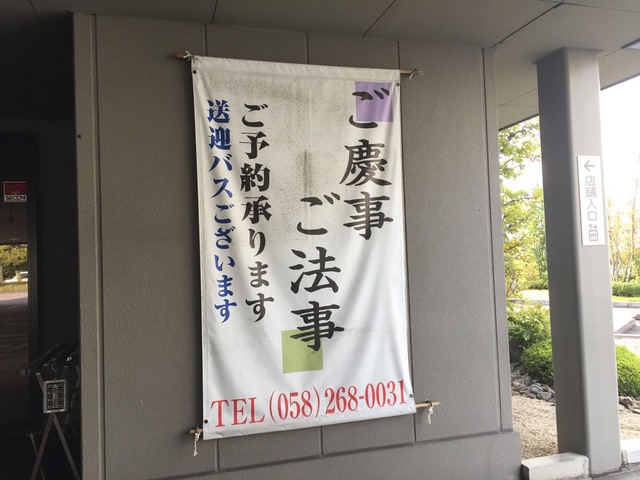 ご慶事
ご法事
ご予約承ります
送迎バスございます
TEL(058)268-0031
←店舗入口
SECOM